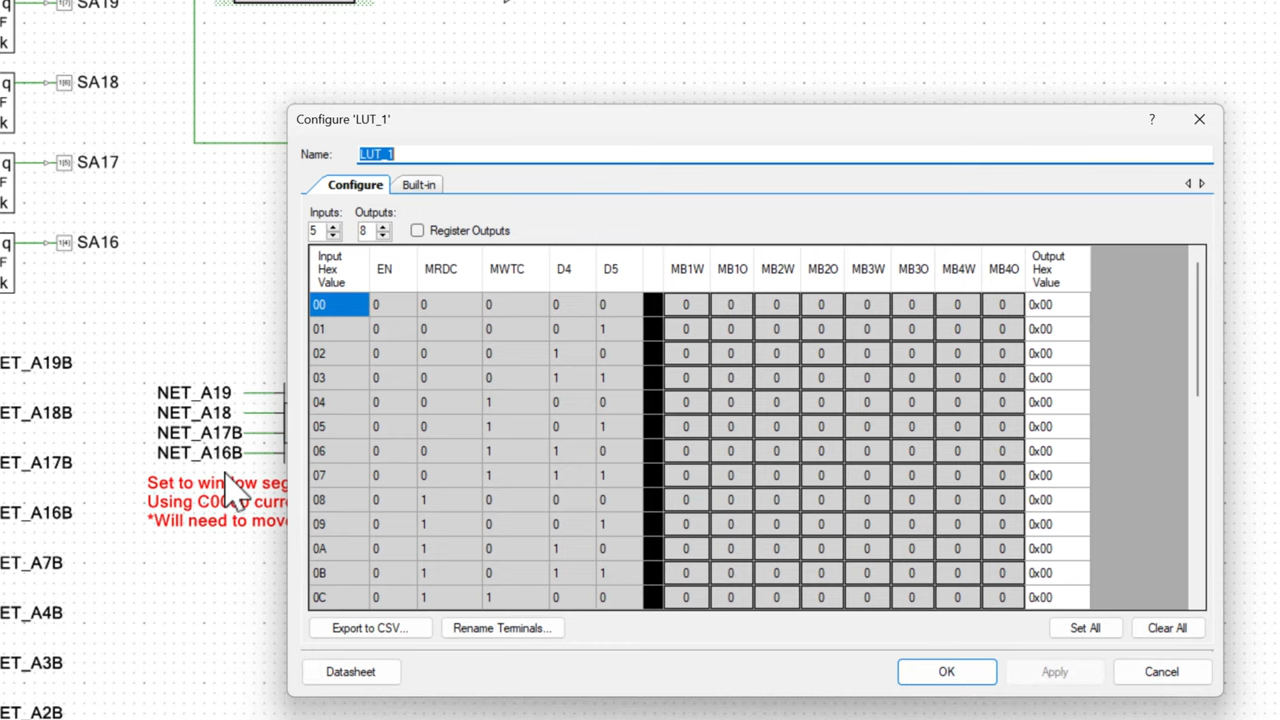 q
F
k
1[7] SA19
q
F
k
1[6] SA18
q
F
k
1[5] SA17
q
F
k
1[4] SA16
ET_A19B
ET_A18B
ET_A17B
ET_A16B
ET_A7B
ET_A4B
ET_A3B
ET_A2B
NET_A19
NET_A18
NET_A17B
NET_A16B
Set to window seg
Using C00 curre
*Will need to move
Configure 'LUT_1'
?
Name: LUT_1
Configure Built-in
Inputs: Outputs:
5 8 Register Outputs
Input Hex Value EN MRDC MWTC D4 D5 MB1W MB1O MB2W MB2O MB3W MB3O MB4W MB4O Output Hex Value
00 0 0 0 0 0 0 0 0 0 0 0 0 0 0x00
01 0 0 0 0 1 0 0 0 0 0 0 0 0 0x00
02 0 0 0 1 0 0 0 0 0 0 0 0 0 0x00
03 0 0 0 1 1 0 0 0 0 0 0 0 0 0x00
04 0 0 1 0 0 0 0 0 0 0 0 0 0 0x00
05 0 0 1 0 1 0 0 0 0 0 0 0 0 0x00
06 0 0 1 1 0 0 0 0 0 0 0 0 0 0x00
07 0 0 1 1 1 0 0 0 0 0 0 0 0 0x00
08 0 1 0 0 0 0 0 0 0 0 0 0 0 0x00
09 0 1 0 0 1 0 0 0 0 0 0 0 0 0x00
0A 0 1 0 1 0 0 0 0 0 0 0 0 0 0x00
0B 0 1 0 1 1 0 0 0 0 0 0 0 0 0x00
0C 0 1 1 0 0 0 0 0 0 0 0 0 0 0x00
Export to CSV... Rename Terminals... Set All Clear All
Datasheet OK Apply Cancel